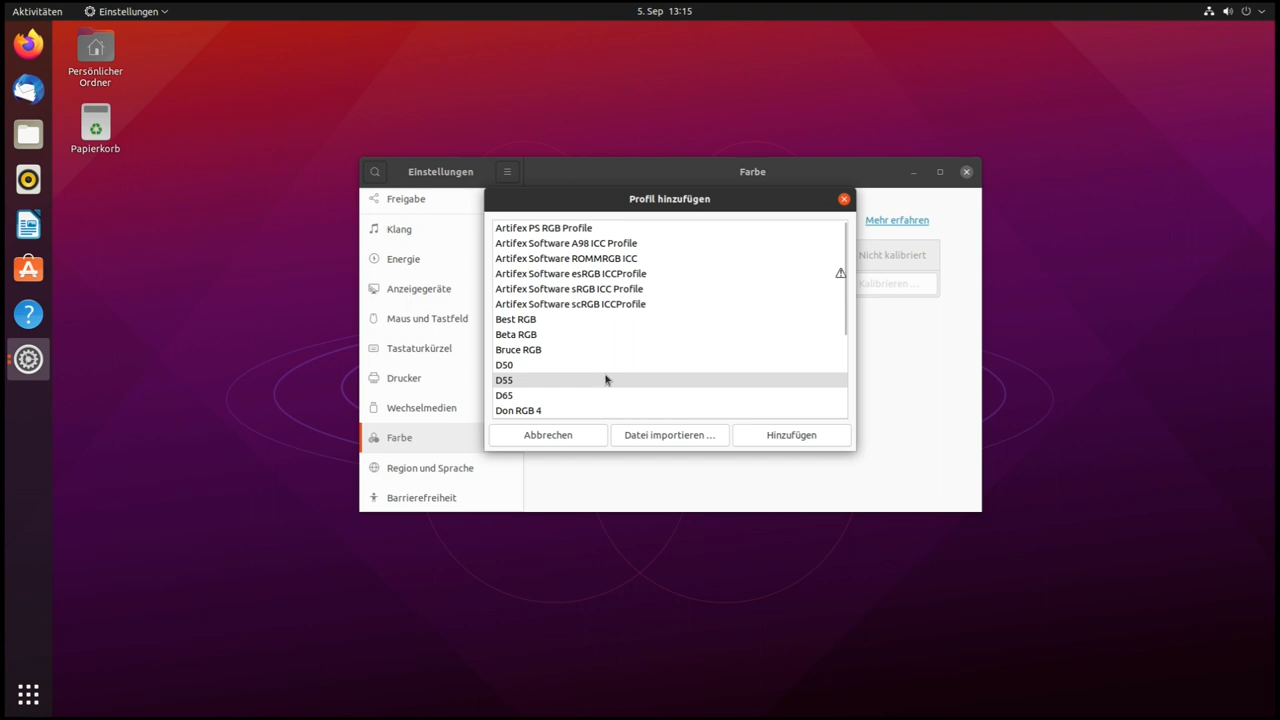 Aktivitäten
Einstellungen
5. Sep 13:15
Persönlicher
Ordner
Papierkorb
Einstellungen
Farbe
Freigabe
Klang
Energie
Anzeigegeräte
Maus und Tastfeld
Tastaturkürzel
Drucker
Wechselmedien
Farbe
Region und Sprache
Barrierefreiheit
Mehr erfahren
Nicht kalibriert
Kalibrieren ...
Profil hinzufügen
Artifex PS RGB Profile
Artifex Software A98 ICC Profile
Artifex Software ROMMRGB ICC
Artifex Software esRGB ICCProfile
Artifex Software sRGB ICC Profile
Artifex Software scRGB ICCProfile
Best RGB
Beta RGB
Bruce RGB
D50
D55
D65
Don RGB 4
Abbrechen
Datei importieren ...
Hinzufügen